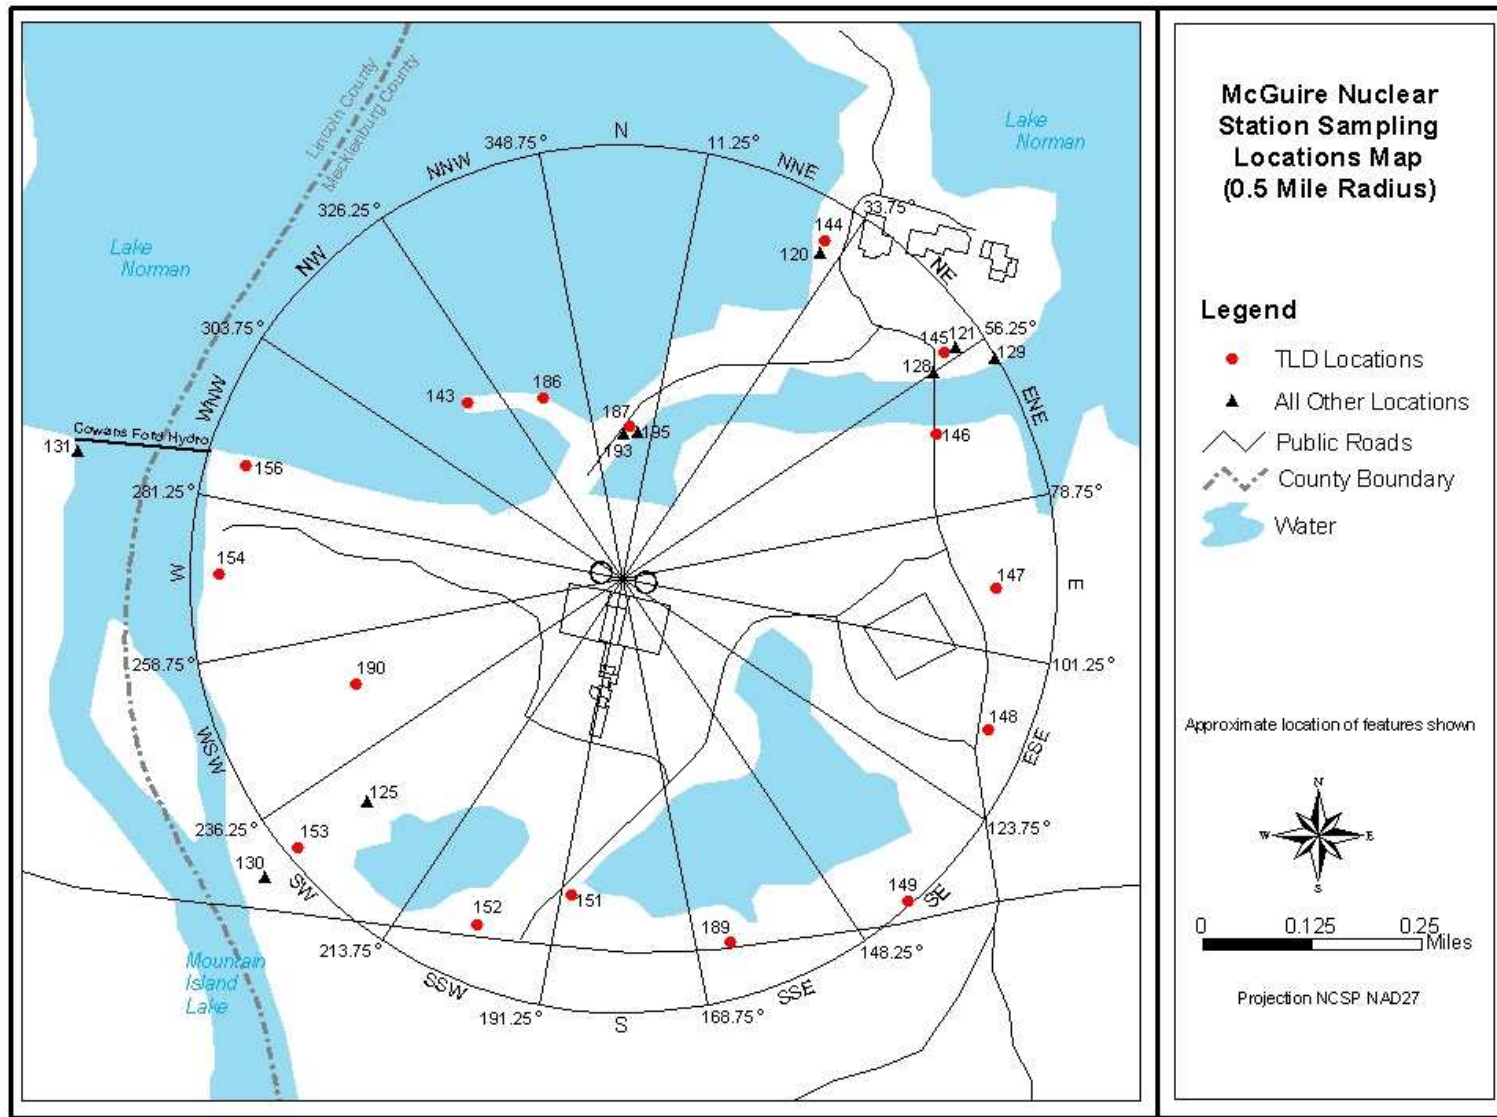 McGuire Nuclear
Station Sampling
Locations Map
(0.5 Mile Radius)
Legend
TLD Locations
All Other Locations
Public Roads
County Boundary
Water
Approximate location of features shown
N
W
E
S
0 0.125 0.25
Miles
Projection NCSP NAD27
Lincoln County
Mecklenburg County
Lake
Norman
Lake
Norman
Mountain
Island
Lake
Cowans Ford Hydro
N
11.25°
NNE
33.75°
NE
56.25°
ENE
78.75°
E
101.25°
ESE
123.75°
SE
148.25°
SSE
168.75°
S
191.25°
SSW
213.75°
SW
236.25°
WSW
258.75°
W
281.25°
WNW
303.75°
NW
326.25°
NNW
348.75°
144
120
121
145
128
129
146
143
186
187
195
193
131
156
154
147
190
148
125
153
130
152
151
189
149